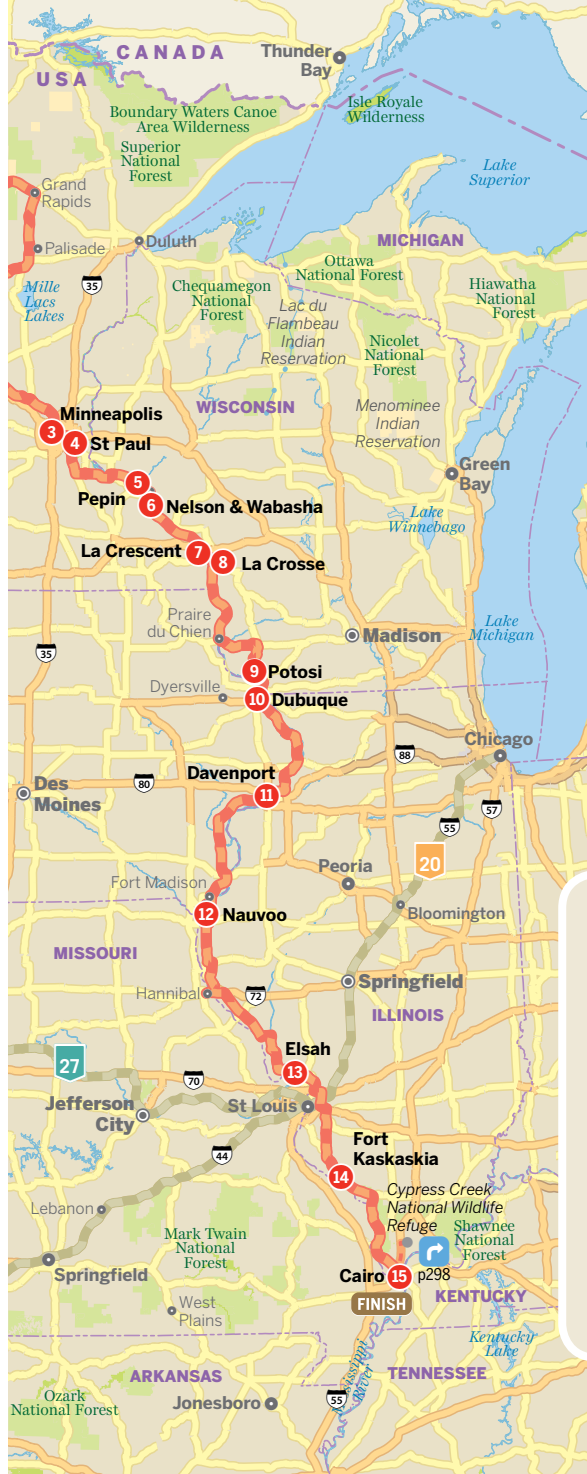 CANADA
USA
Thunder
Bay
Boundary Waters Canoe
Area Wilderness
Isle Royale
Wilderness
Superior
National
Forest
Lake
Superior
Grand
Rapids
Palisade
Duluth
MICHIGAN
Ottawa
National Forest
35
Mille
Lacs
Lakes
Chequamegon
National
Forest
Hiawatha
National
Forest
Lac du
Flambeau
Indian
Reservation
Nicolet
National
Forest
WISCONSIN
Menominee
Indian
Reservation
Minneapolis
3
4 St Paul
Green
Bay
5
Pepin
6 Nelson & Wabasha
Lake
Winnebago
La Crescent 7
8 La Crosse
Praire
du Chien
Madison
Lake
Michigan
35
9 Potosi
Dyersville
10 Dubuque
Chicago
88
Davenport
80
Des
Moines
11
57
55
20
Peoria
Fort Madison
Bloomington
12 Nauvoo
MISSOURI
Springfield
Hannibal
72
ILLINOIS
Elsah
13
27
70
Jefferson
City
St Louis
44
Fort
Kaskaskia
14
Cypress Creek
National Wildlife
Refuge
Lebanon
Shawnee
National
Forest
Mark Twain
National
Forest
Springfield
Cairo 15
p298
FINISH
KENTUCKY
West
Plains
Kentucky
Lake
ARKANSAS
Mississippi
River
TENNESSEE
Ozark
National Forest
Jonesboro
55